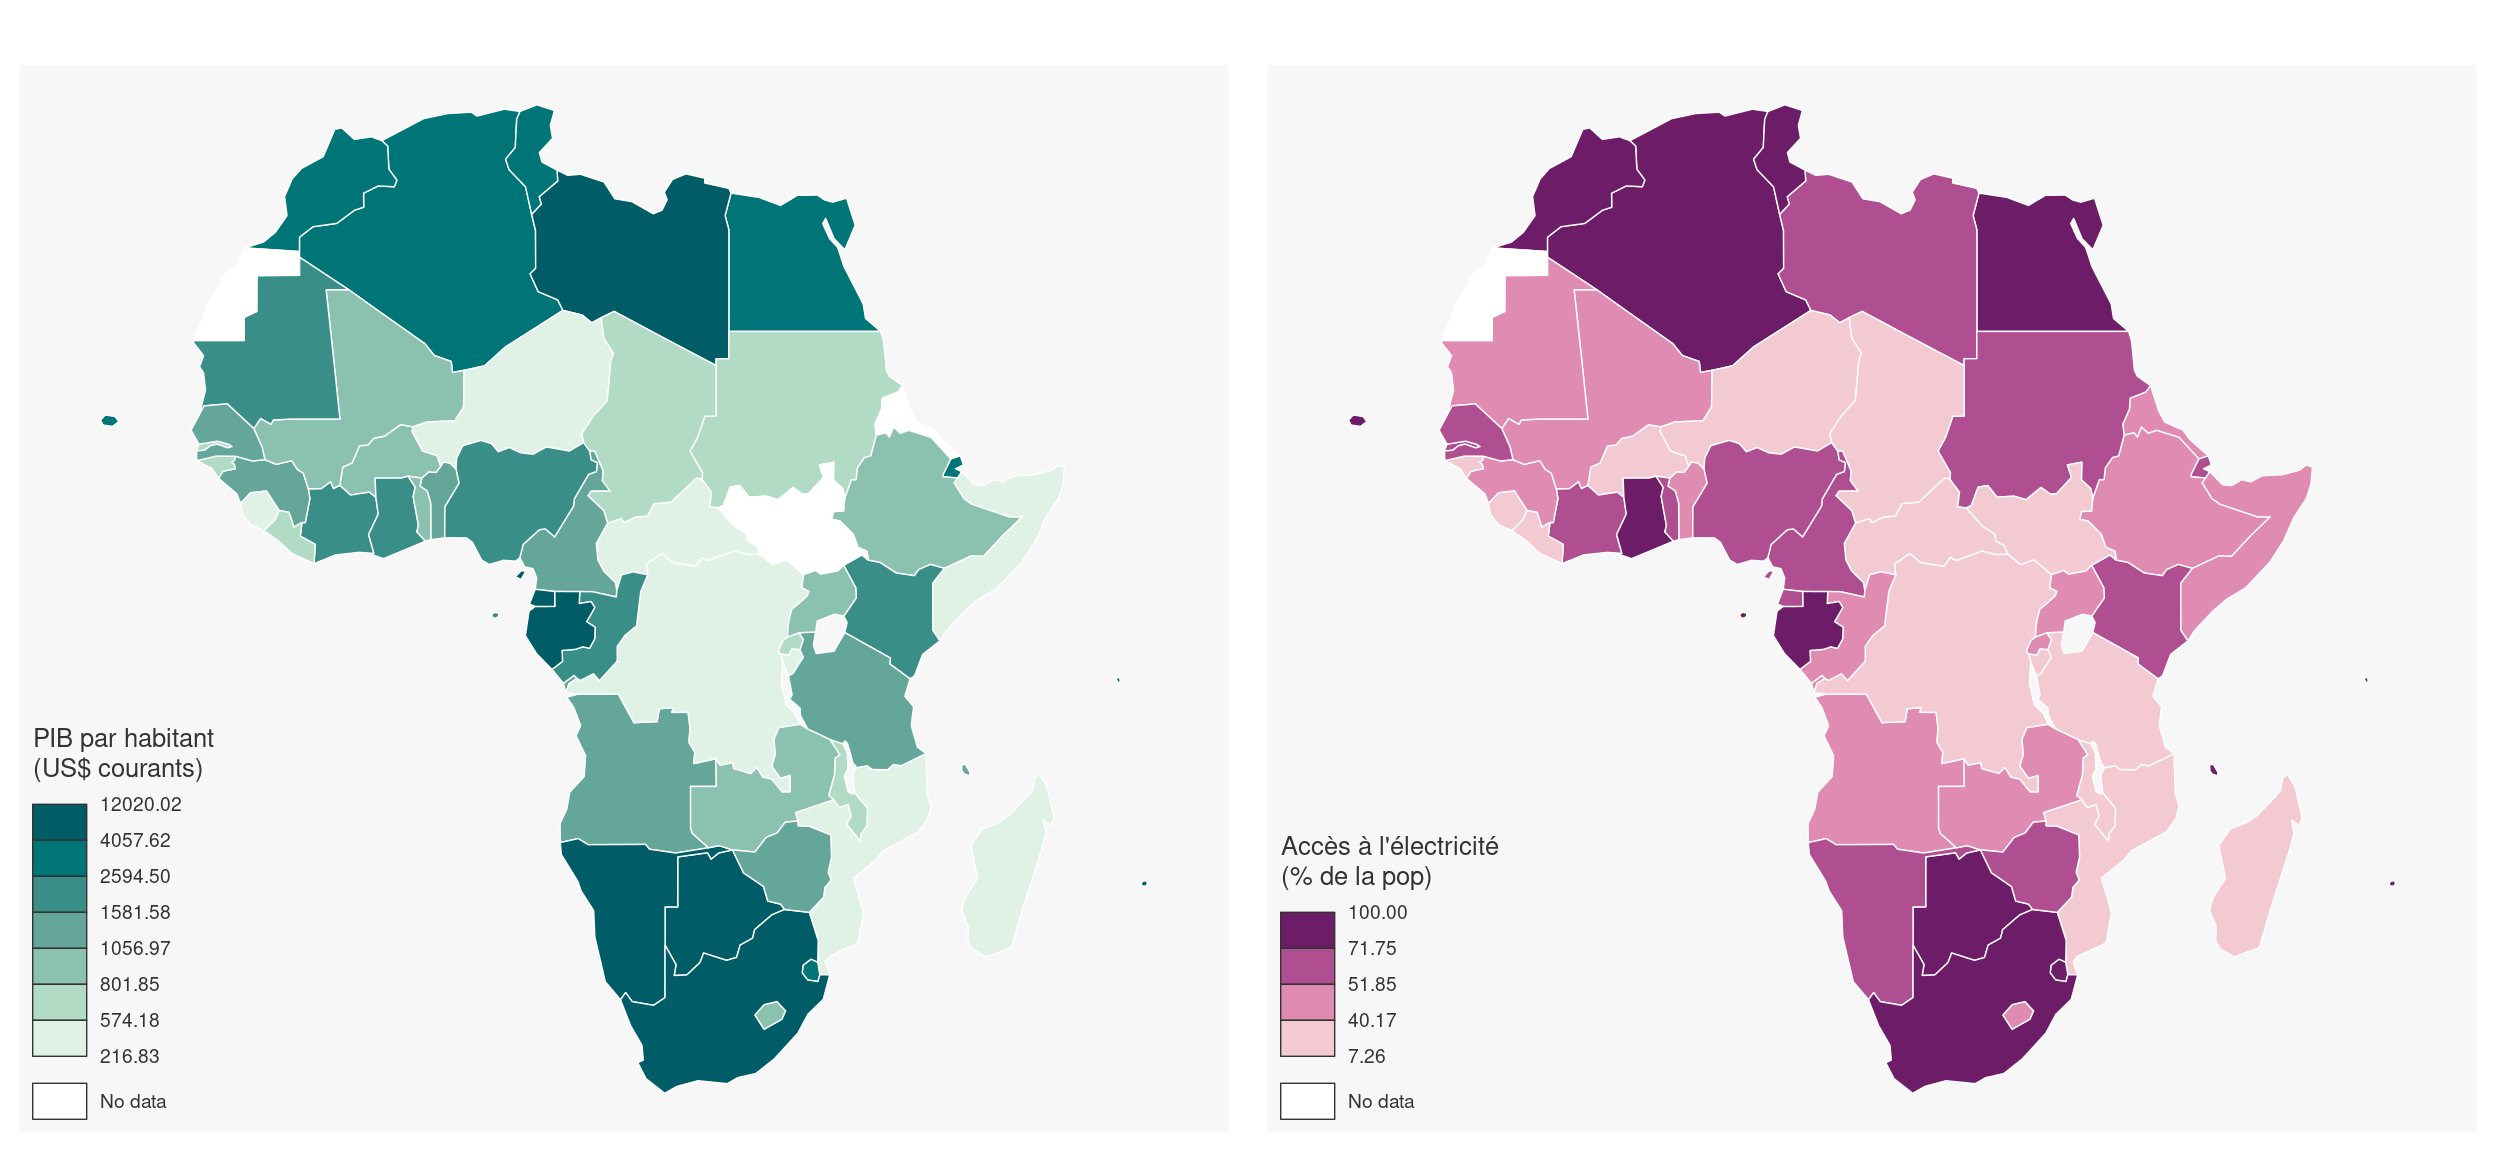 PIB par habitant
(US$ courants)
12020.02
4057.62
2594.50
1581.58
1056.97
801.85
574.18
216.83
No data
Accès à l'électricité
(% de la pop)
100.00
71.75
51.85
40.17
7.26
No data